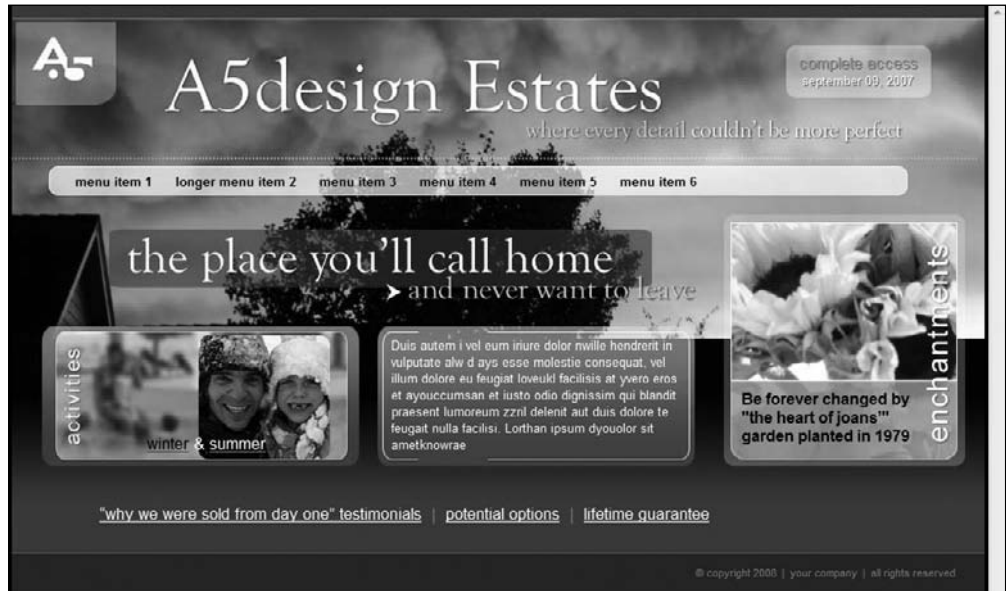 A5
A5design Estates
complete access
september 09, 2007
where every detail couldn't be more perfect
menu item 1 longer menu item 2 menu item 3 menu item 4 menu item 5 menu item 6
the place you'll call home
and never want to leave
activities
winter & summer
Duis autem i vel eum iriure dolor nwille hendrerit in
vulputate alw d ays esse molestie consequat, vel
illum dolore eu feugiat loveukl facilisis at yvero eros
et ayouccumsan et iusto odio dignissim qui blandit
praesent lumoreum zzril delenit aut duis dolore te
feugait nulla facilisi. Lorthan ipsum dyouolor sit
ametknowrae
enchantments
Be forever changed by
"the heart of joans'"
garden planted in 1979
"why we were sold from day one" testimonials | potential options | lifetime guarantee
© copyright 2008 | your company | all rights reserved